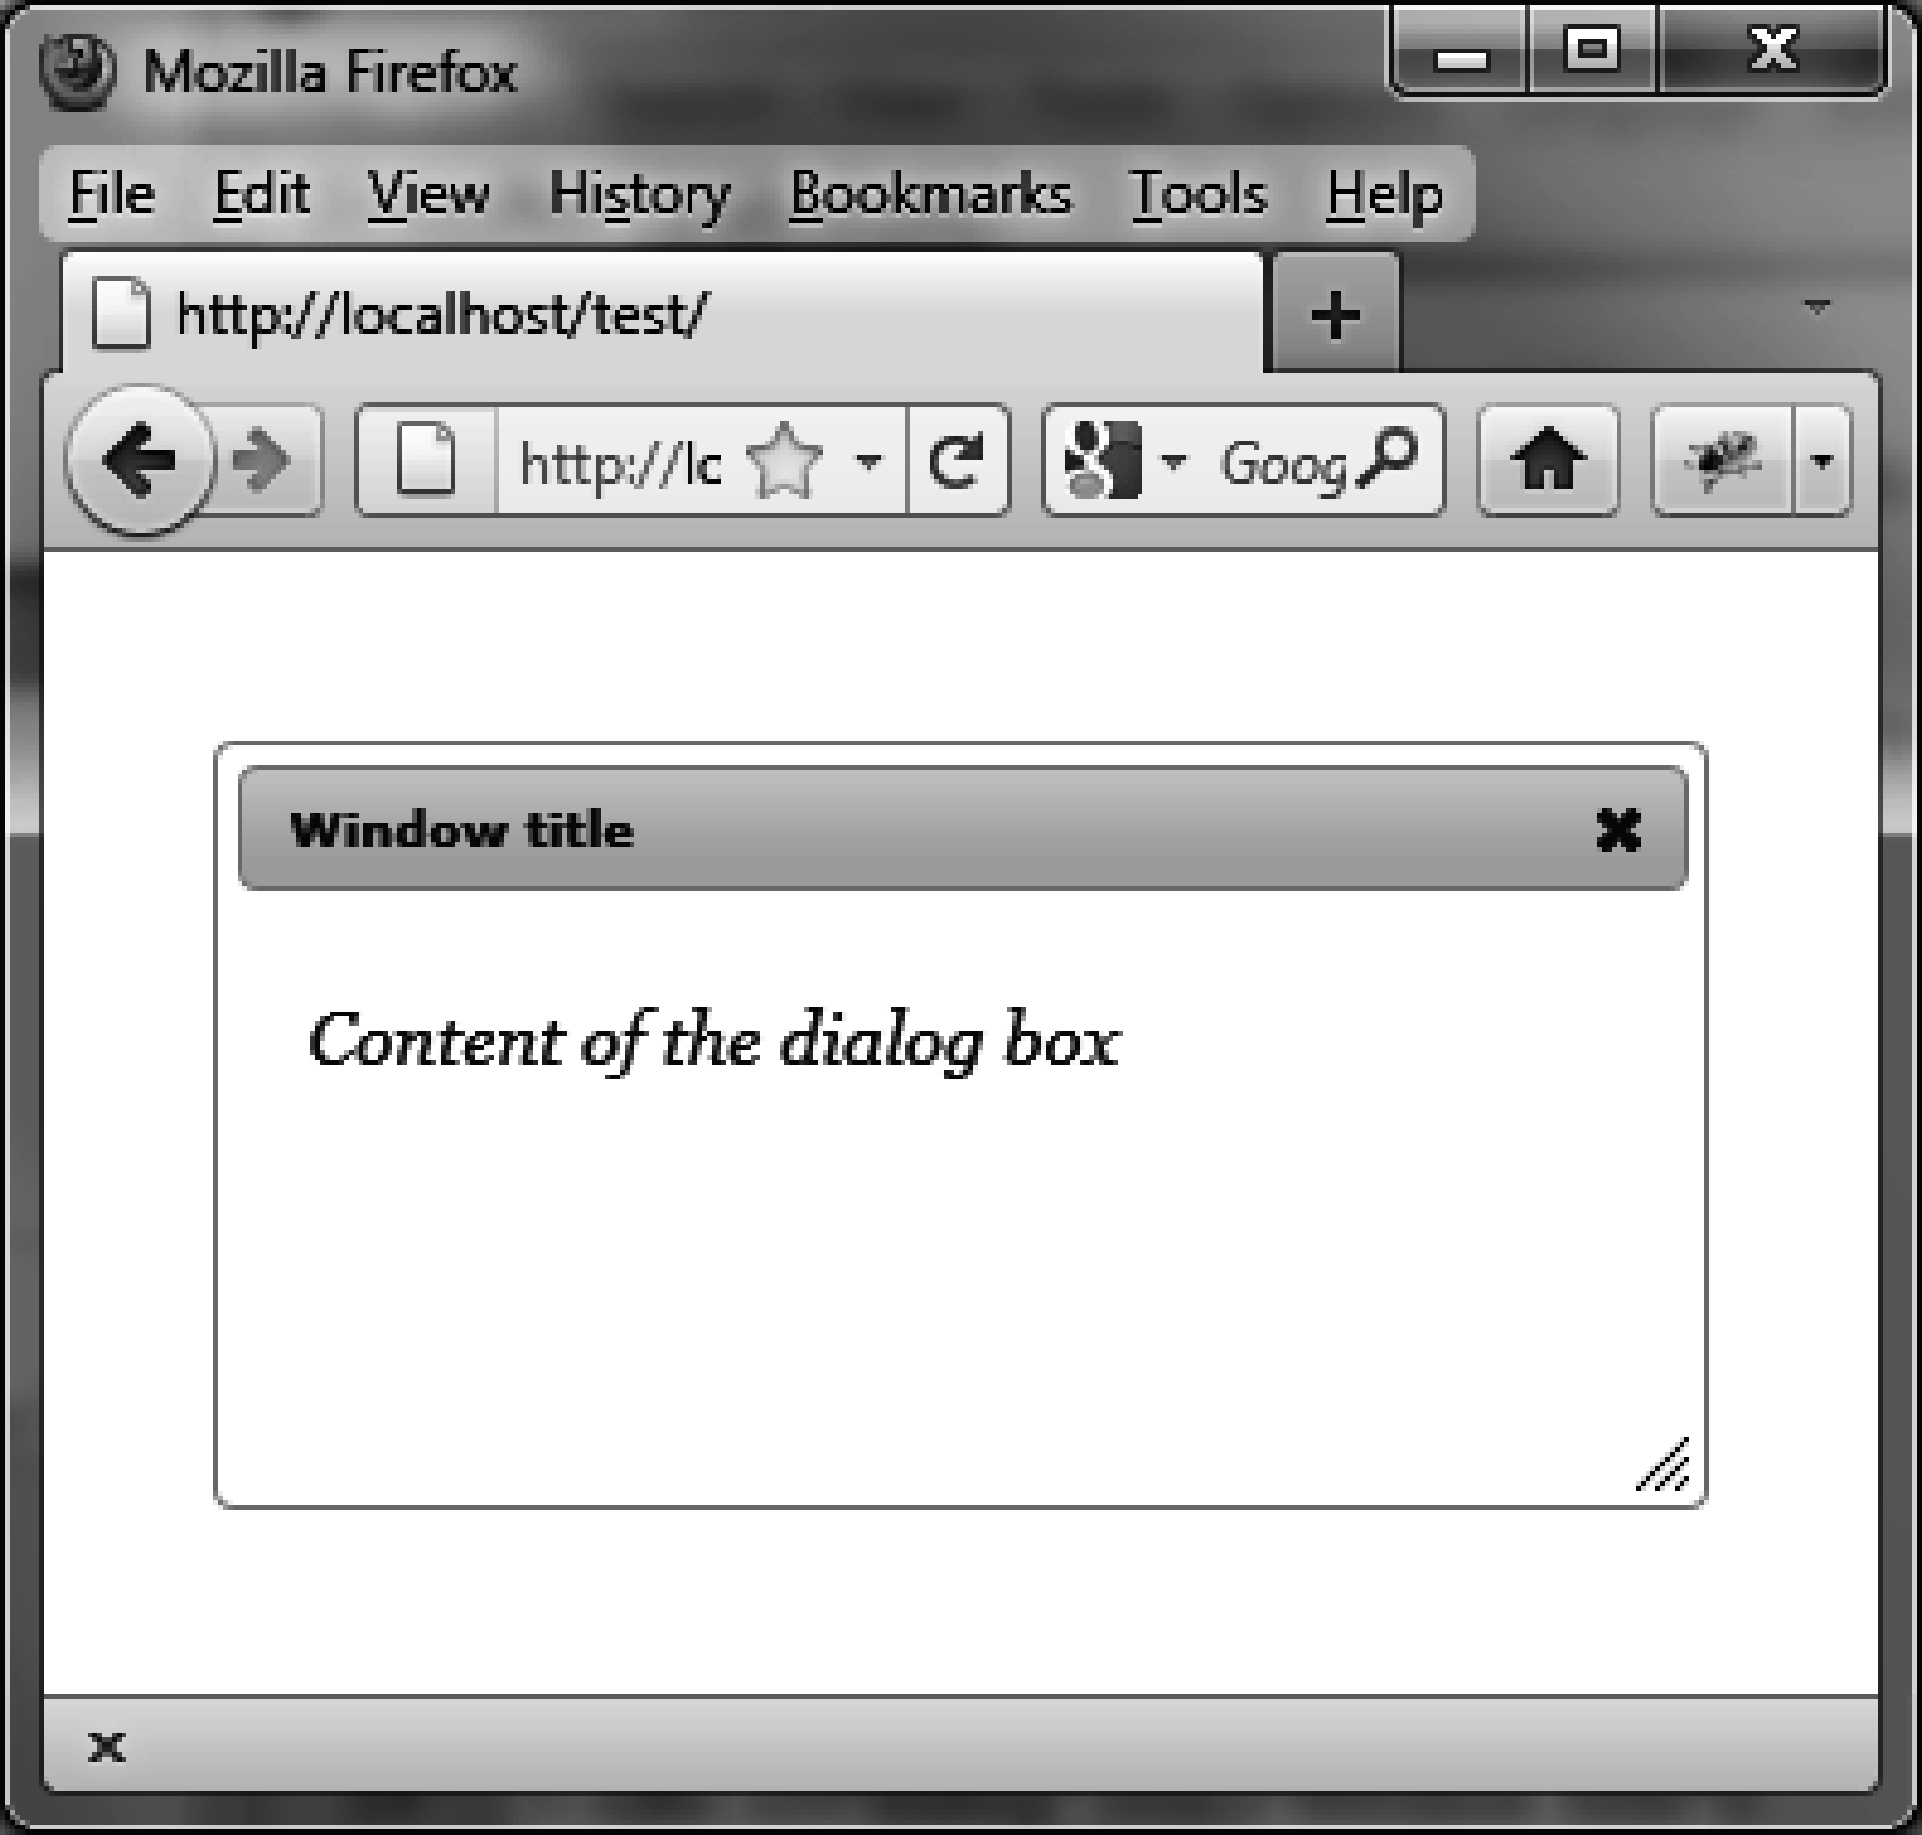 Mozilla Firefox
File Edit View History Bookmarks Tools Help
http://localhost/test/
http://lc Goog
Window title
Content of the dialog box